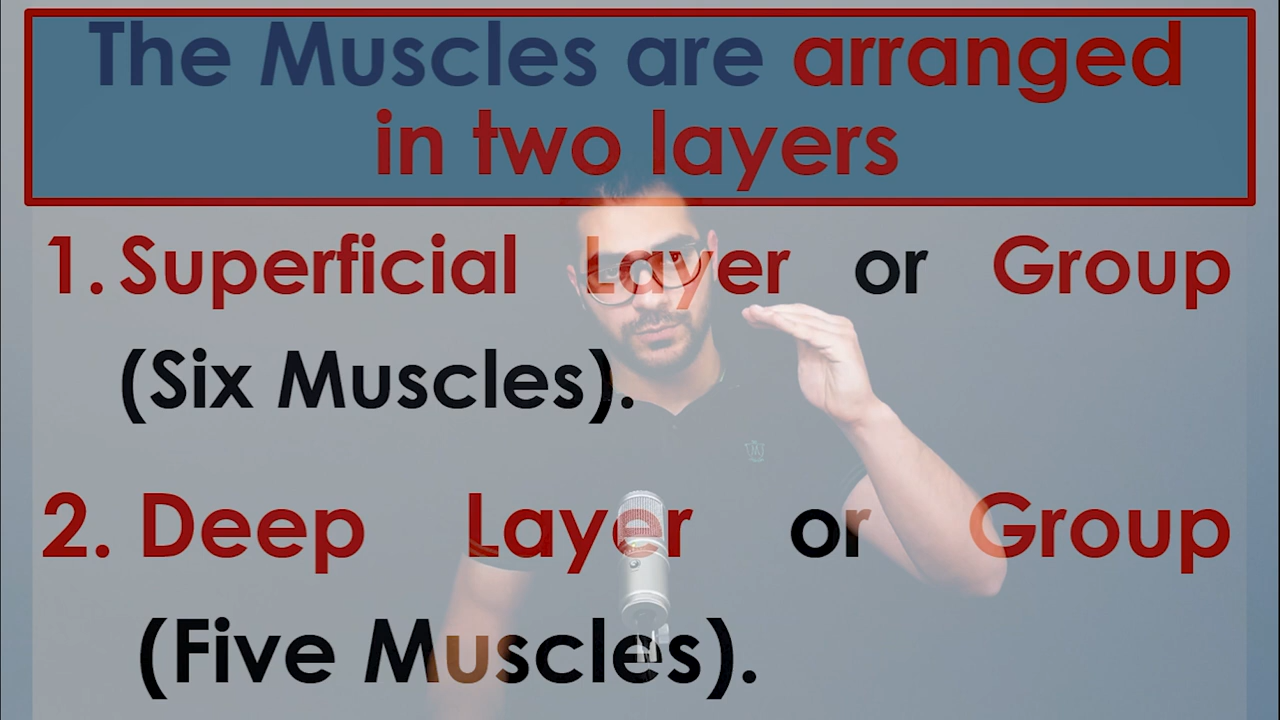 The Muscles are arranged
in two layers
1. Superficial Layer or Group
(Six Muscles).
2. Deep Layer or Group
(Five Muscles).